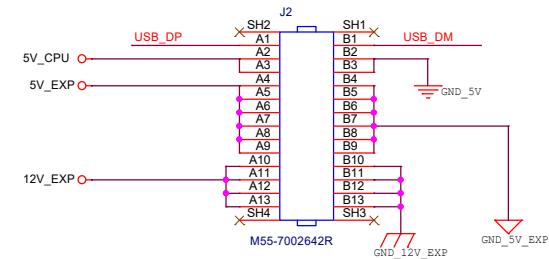 J2
SH2 SH1
USB_DP A1 B1 USB_DM
5V_CPU A2 B2
A3 B3
5V_EXP A4 B4
A5 B5 GND_5V
A6 B6
A7 B7
A8 B8
A9 B9
A10 B10
12V_EXP A11 B11
A12 B12
A13 B13
SH4 SH3
M55-7002642R GND_5V_EXP
GND_12V_EXP